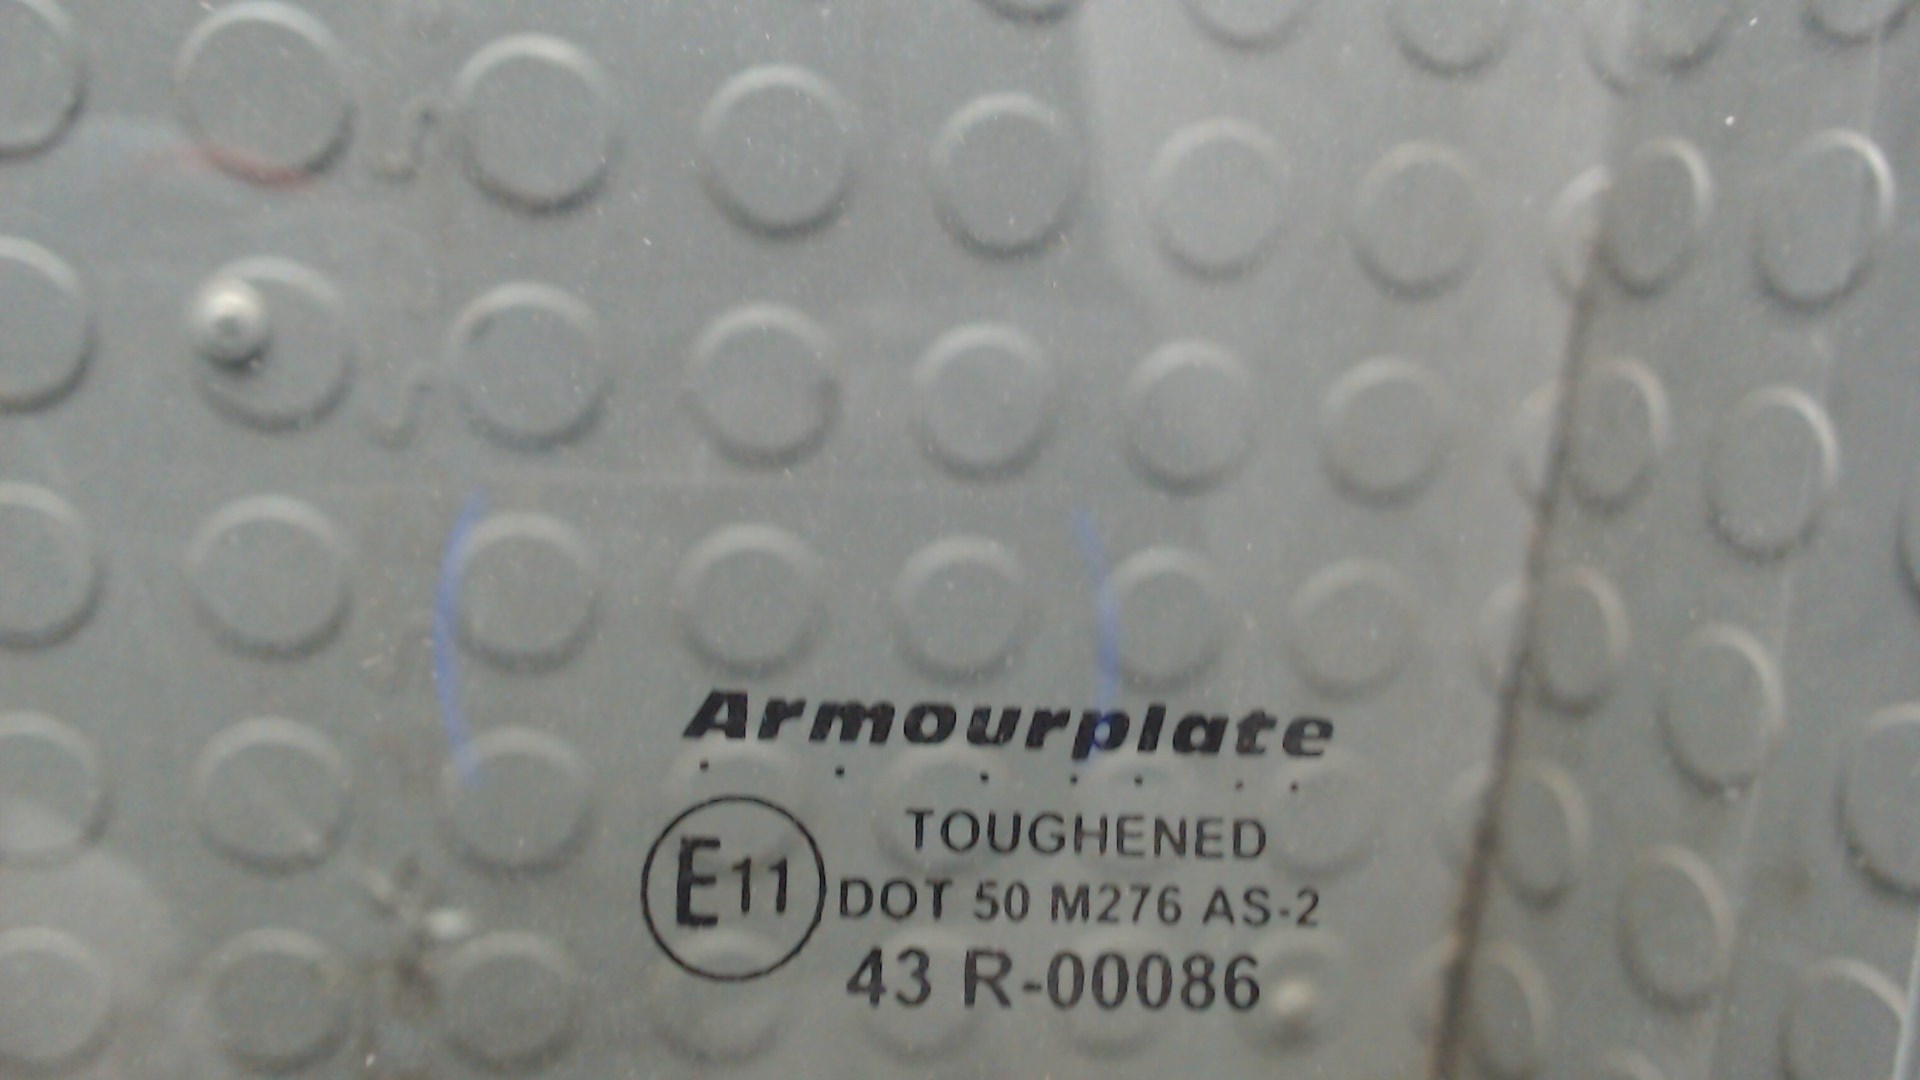 Armourplate
TOUGHENED
E11
DOT 50 M276 AS-2
43 R-00086